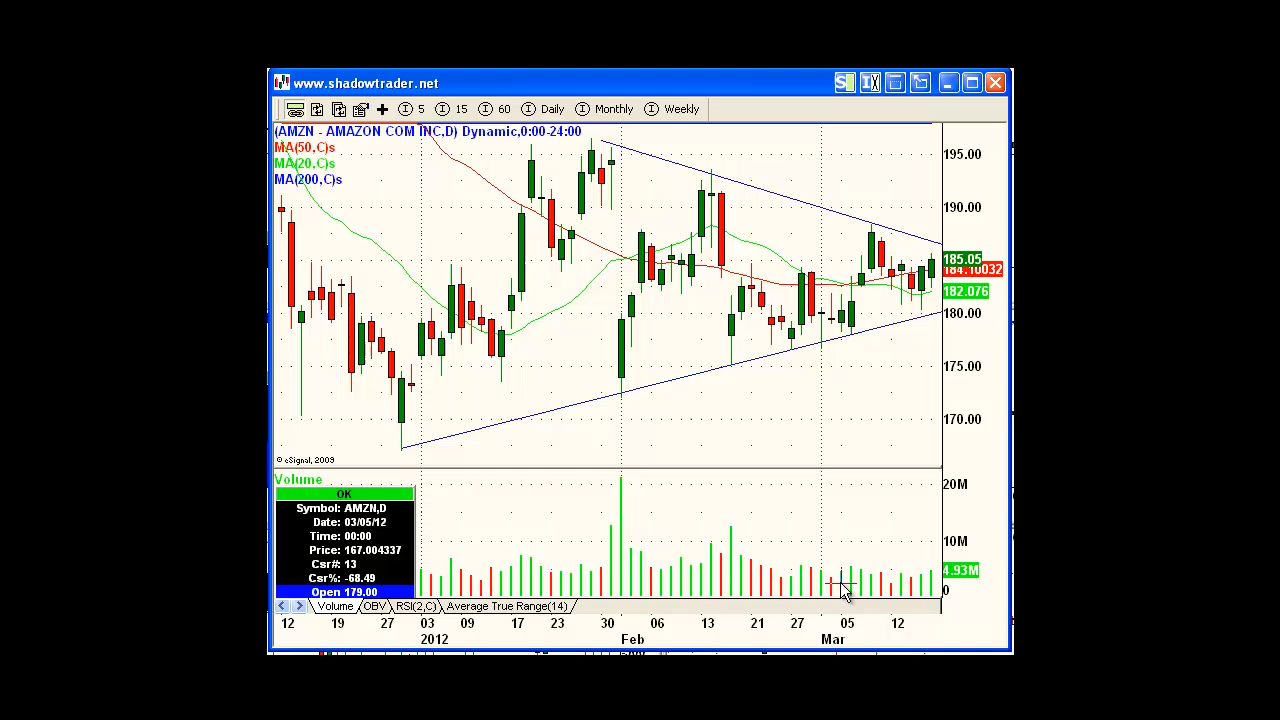 www.shadowtrader.net
5 15 60 Daily Monthly Weekly
(AMZN - AMAZON COM INC,D) Dynamic,0:00-24:00
MA(50,C)s
MA(20,C)s
MA(200,C)s
195.00
190.00
185.05
184.10032
182.076
180.00
175.00
170.00
© eSignal, 2009
Volume
20M
10M
4.93M
0
OK
Symbol: AMZN,D
Date: 03/05/12
Time: 00:00
Price: 167.004337
Csr#: 13
Csr%: -68.49
Open 179.00
Volume OBV RSI(2,C) Average True Range(14)
12 19 27 03 09 17 23 30 06 13 21 27 05 12
2012 Feb Mar